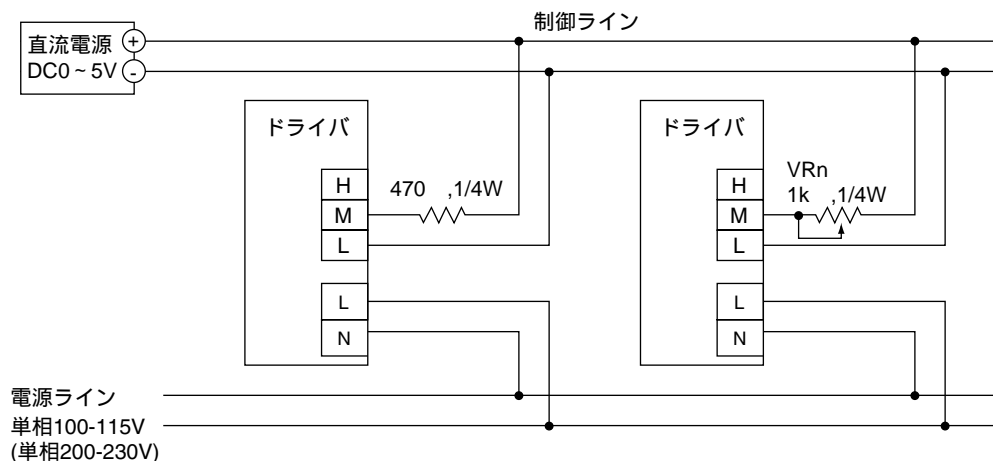 制御ライン
直流電源
DC0~5V
+
-
ドライバ
H
M
L
L
N
470 ,1/4W
ドライバ
H
M
L
L
N
VRn
1k ,1/4W
電源ライン
単相100-115V
(単相200-230V)